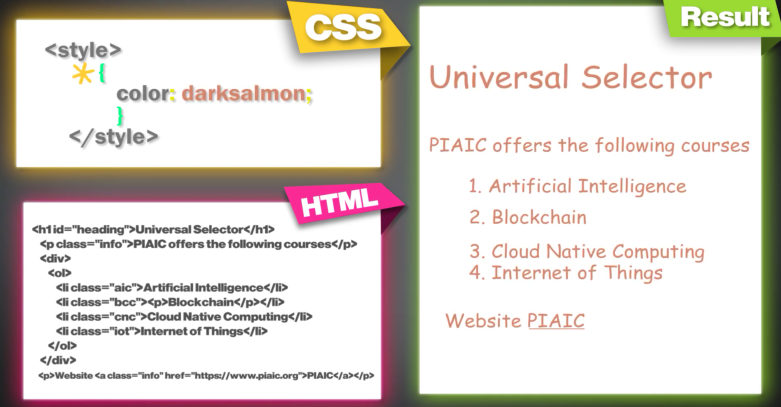 CSS
<style>
*{
color: darksalmon;
}
</style>
HTML
<h1 id="heading">Universal Selector</h1>
<p class="info">PIAIC offers the following courses</p>
<div>
<ol>
<li class="aic">Artificial Intelligence</li>
<li class="bcc"><p>Blockchain</p></li>
<li class="cnc">Cloud Native Computing</li>
<li class="iot">Internet of Things</li>
</ol>
</div>
<p>Website <a class="info" href="https://www.piaic.org">PIAIC</a></p>
Result
Universal Selector
PIAIC offers the following courses
1. Artificial Intelligence
2. Blockchain
3. Cloud Native Computing
4. Internet of Things
Website PIAIC